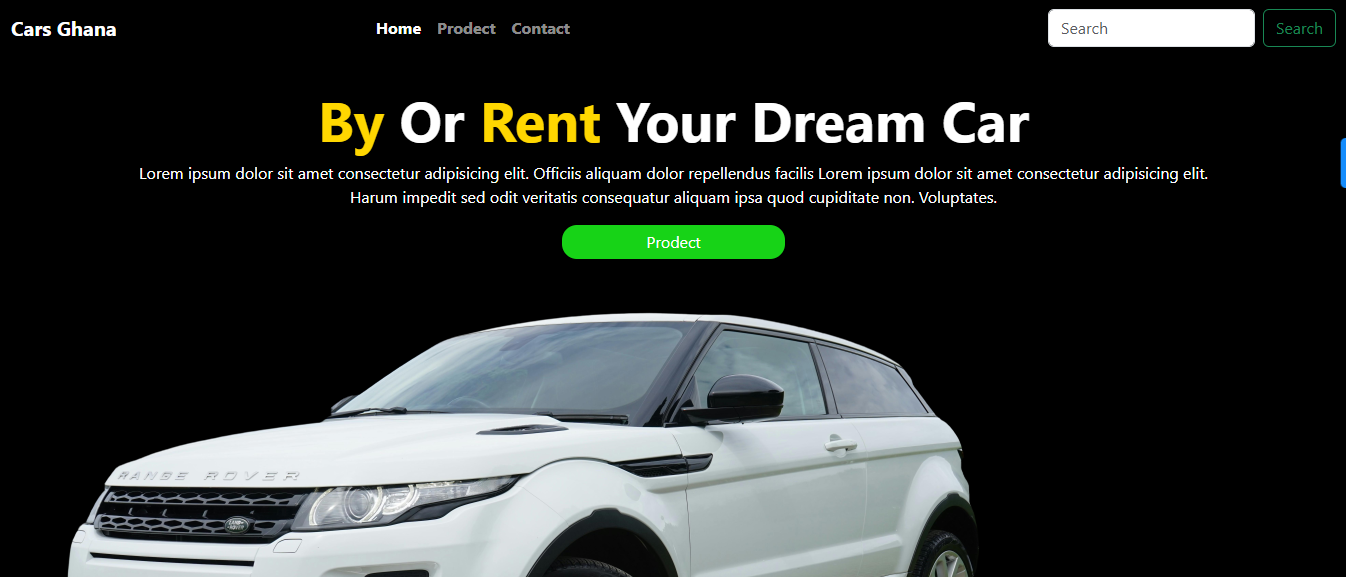 Cars Ghana
Home Prodect Contact
Search Search
By Or Rent Your Dream Car
Lorem ipsum dolor sit amet consectetur adipisicing elit. Officiis aliquam dolor repellendus facilis Lorem ipsum dolor sit amet consectetur adipisicing elit.
Harum impedit sed odit veritatis consequatur aliquam ipsa quod cupiditate non. Voluptates.
Prodect
RANGE ROVER
LAND ROVER